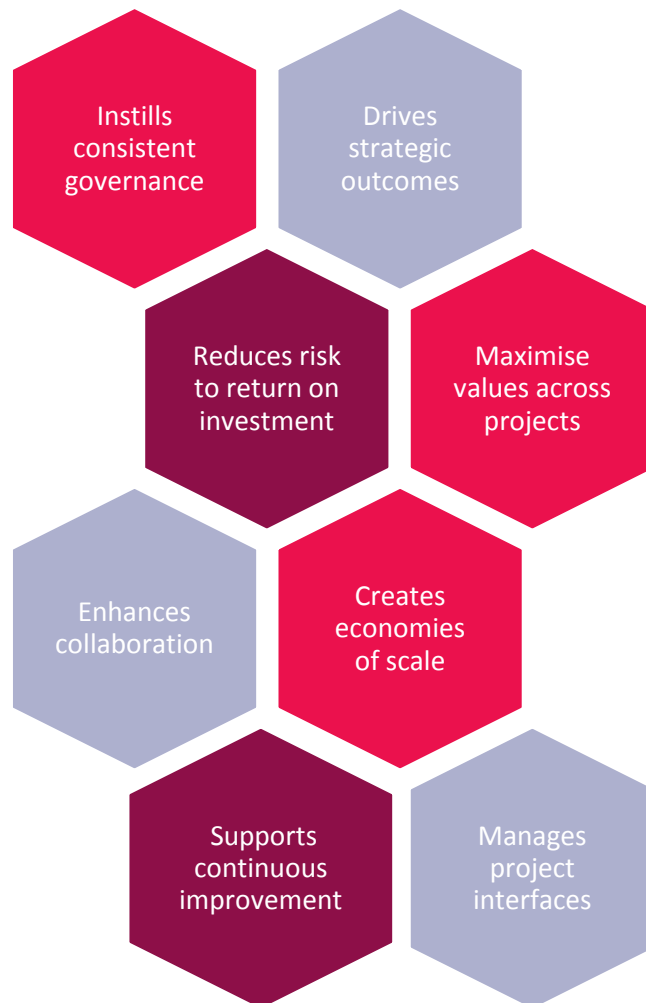 Instills
consistent
governance
Drives
strategic
outcomes
Reduces risk
to return on
investment
Maximise
values across
projects
Enhances
collaboration
Creates
economies
of scale
Supports
continuous
improvement
Manages
project
interfaces